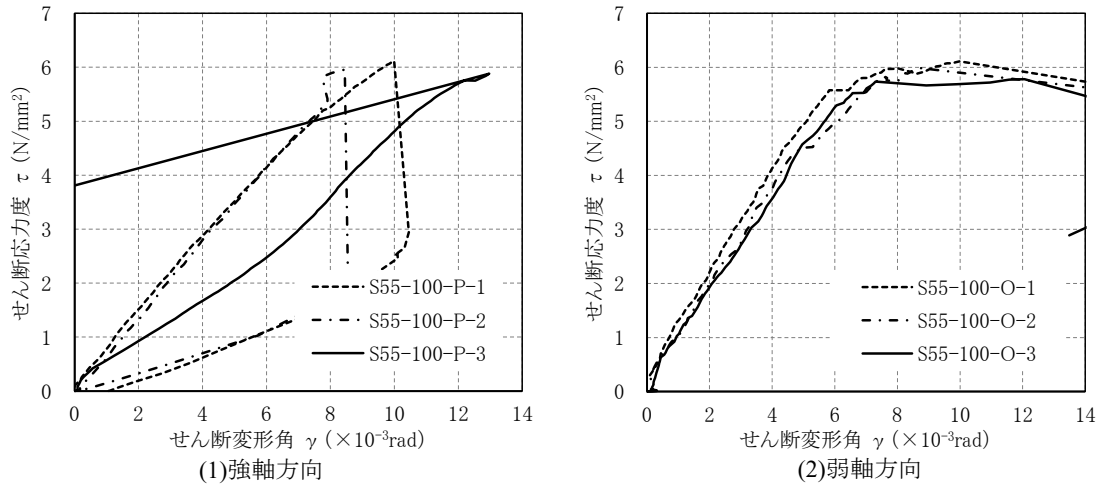 7
6
5
4
3
2
1
0
せん断応力度 τ (N/mm²)
S55-100-P-1
S55-100-P-2
S55-100-P-3
0 2 4 6 8 10 12 14
せん断変形角 γ (×10⁻³rad)
(1)強軸方向
7
6
5
4
3
2
1
0
せん断応力度 τ (N/mm²)
S55-100-O-1
S55-100-O-2
S55-100-O-3
0 2 4 6 8 10 12 14
せん断変形角 γ (×10⁻³rad)
(2)弱軸方向